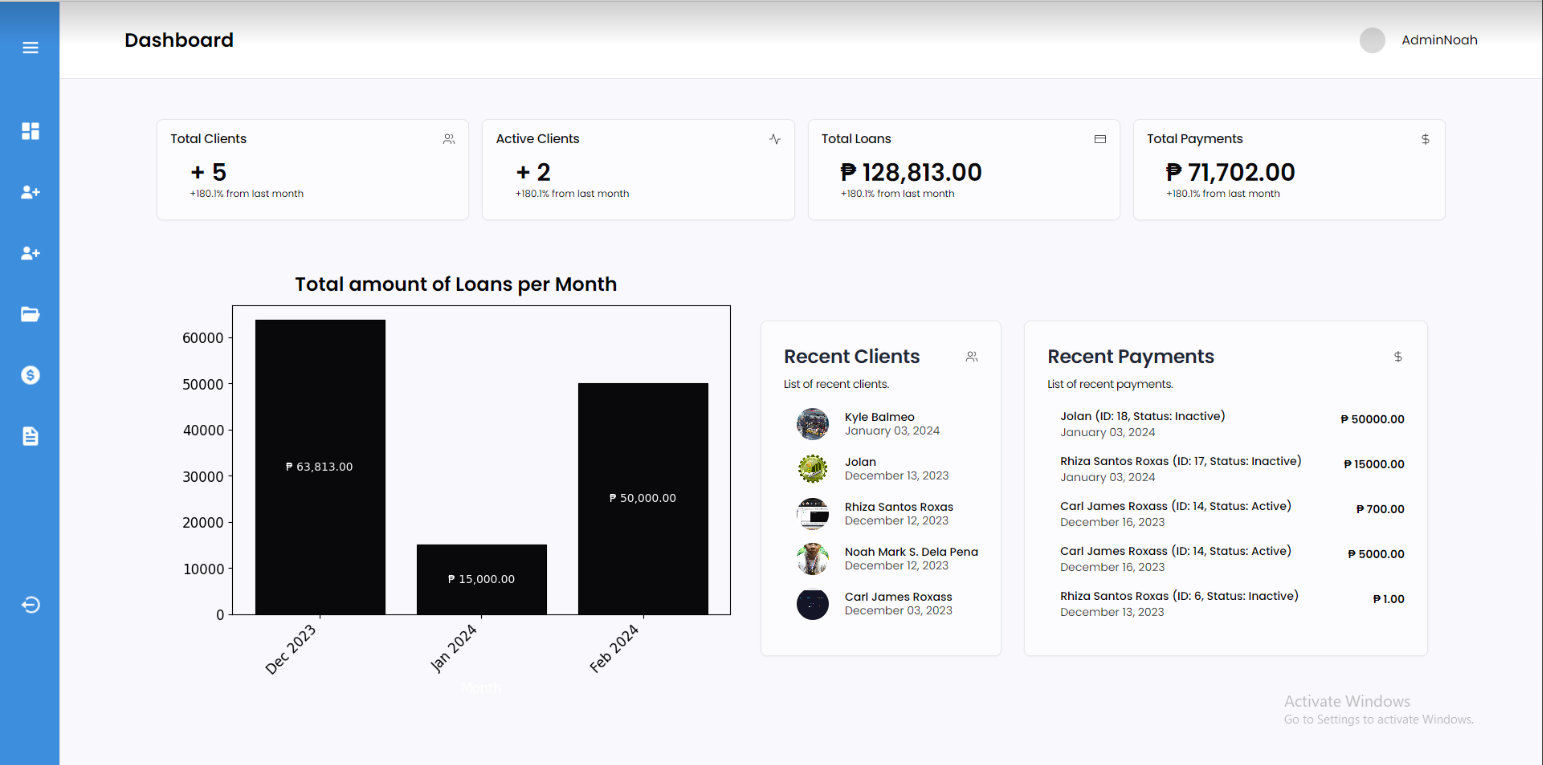 Dashboard
AdminNoah
Total Clients
+ 5
+180.1% from last month
Active Clients
+ 2
+180.1% from last month
Total Loans
₱ 128,813.00
+180.1% from last month
Total Payments
$
₱ 71,702.00
+180.1% from last month
Total amount of Loans per Month
60000
50000
40000
30000
20000
10000
0
₱ 63,813.00
₱ 15,000.00
₱ 50,000.00
Dec 2023
Jan 2024
Feb 2024
Month
Recent Clients
List of recent clients.
Kyle Balmeo
January 03, 2024
Jolan
December 13, 2023
Rhiza Santos Roxas
December 12, 2023
Noah Mark S. Dela Pena
December 12, 2023
Carl James Roxass
December 03, 2023
Recent Payments
$
List of recent payments.
Jolan (ID: 18, Status: Inactive)
₱ 50000.00
January 03, 2024
Rhiza Santos Roxas (ID: 17, Status: Inactive)
₱ 15000.00
January 03, 2024
Carl James Roxass (ID: 14, Status: Active)
₱ 700.00
December 16, 2023
Carl James Roxass (ID: 14, Status: Active)
₱ 5000.00
December 16, 2023
Rhiza Santos Roxas (ID: 6, Status: Inactive)
₱ 1.00
December 13, 2023
Activate Windows
Go to Settings to activate Windows.